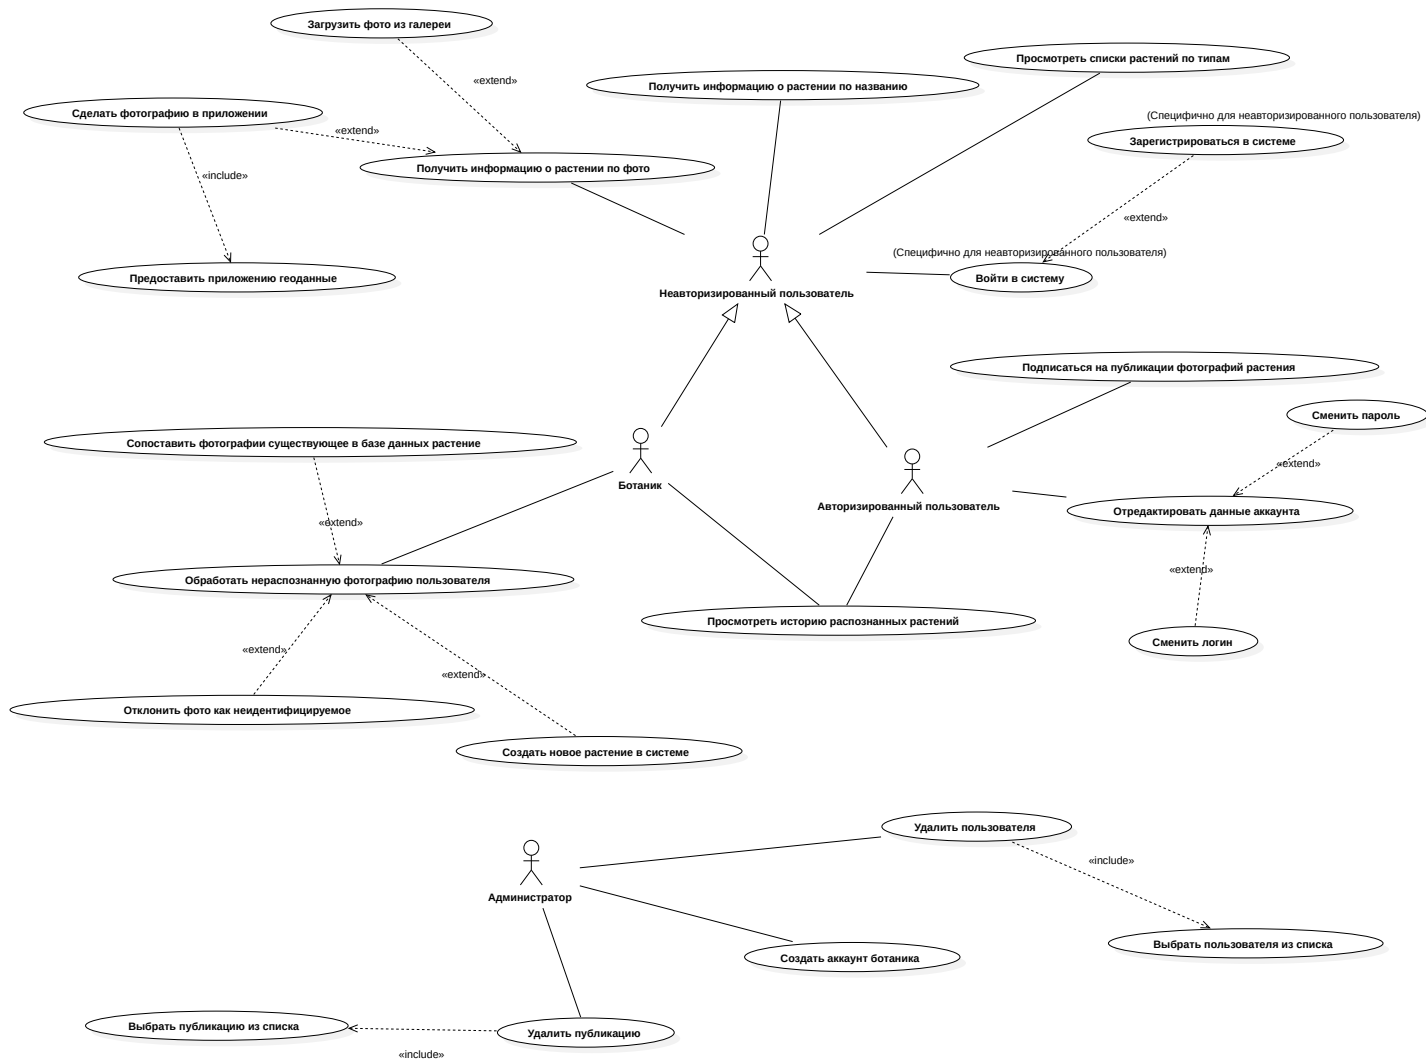 Загрузить фото из галереи
«extend»
Просмотреть списки растений по типам
Получить информацию о растении по названию
Сделать фотографию в приложении
«extend»
(Специфично для неавторизированного пользователя)
Зарегистрироваться в системе
Получить информацию о растении по фото
«include»
«extend»
(Специфично для неавторизированного пользователя)
Предоставить приложению геоданные
Войти в систему
Неавторизированный пользователь
Подписаться на публикации фотографий растения
Сменить пароль
Сопоставить фотографии существующее в базе данных растение
«extend»
Ботаник
Авторизированный пользователь
Отредактировать данные аккаунта
«extend»
«extend»
Обработать нераспознанную фотографию пользователя
Просмотреть историю распознанных растений
Сменить логин
«extend»
«extend»
Отклонить фото как неидентифицируемое
Создать новое растение в системе
Удалить пользователя
«include»
Администратор
Выбрать пользователя из списка
Создать аккаунт ботаника
Выбрать публикацию из списка
Удалить публикацию
«include»